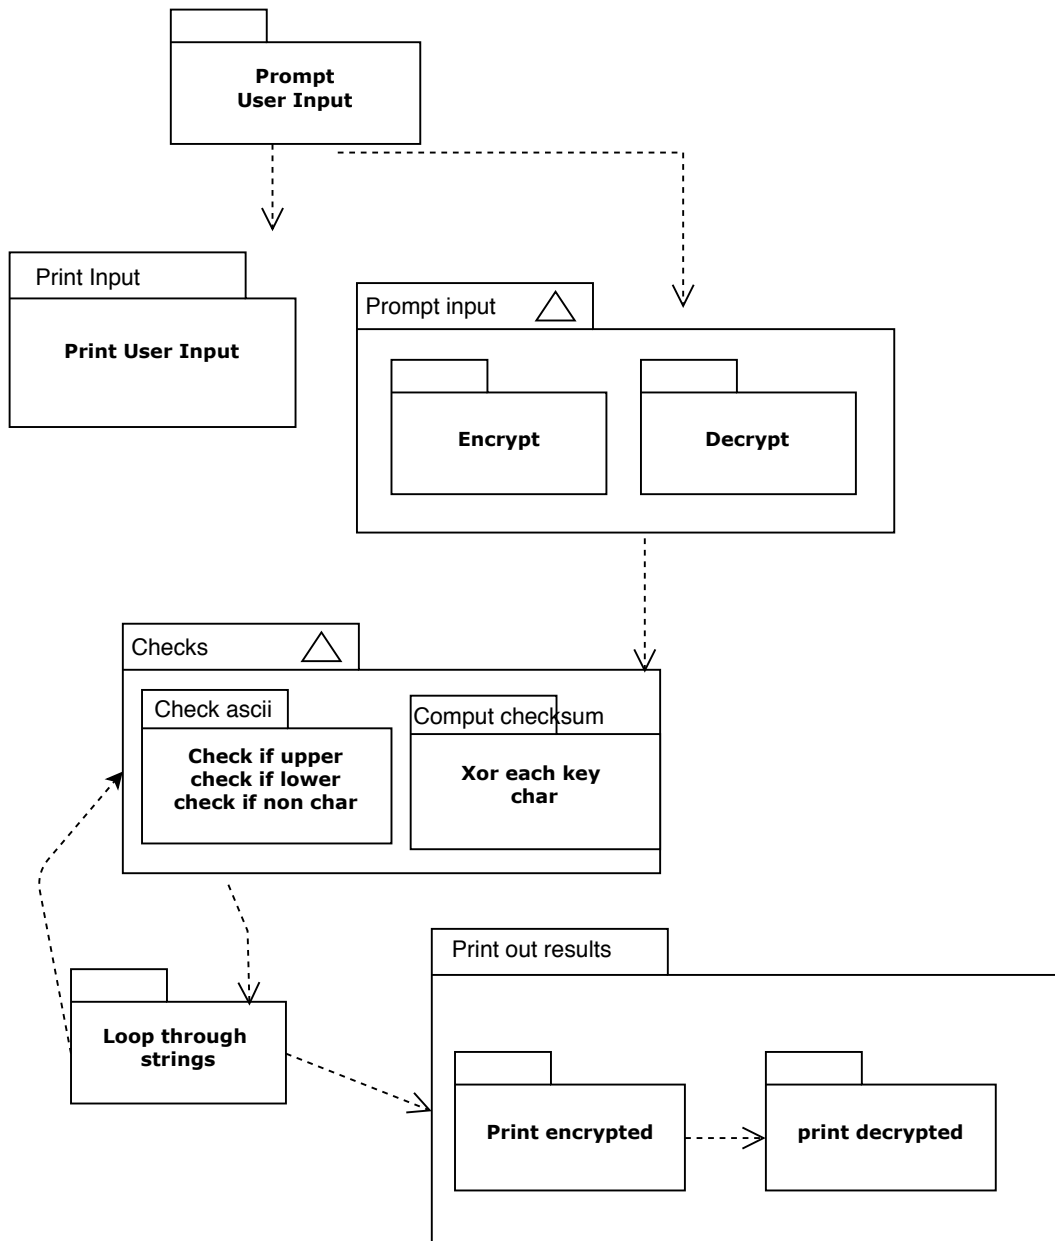 Prompt
User Input
Print Input
Print User Input
Prompt input
Encrypt
Decrypt
Checks
Check ascii
Check if upper
check if lower
check if non char
Comput checksum
Xor each key
char
Loop through
strings
Print out results
Print encrypted
print decrypted